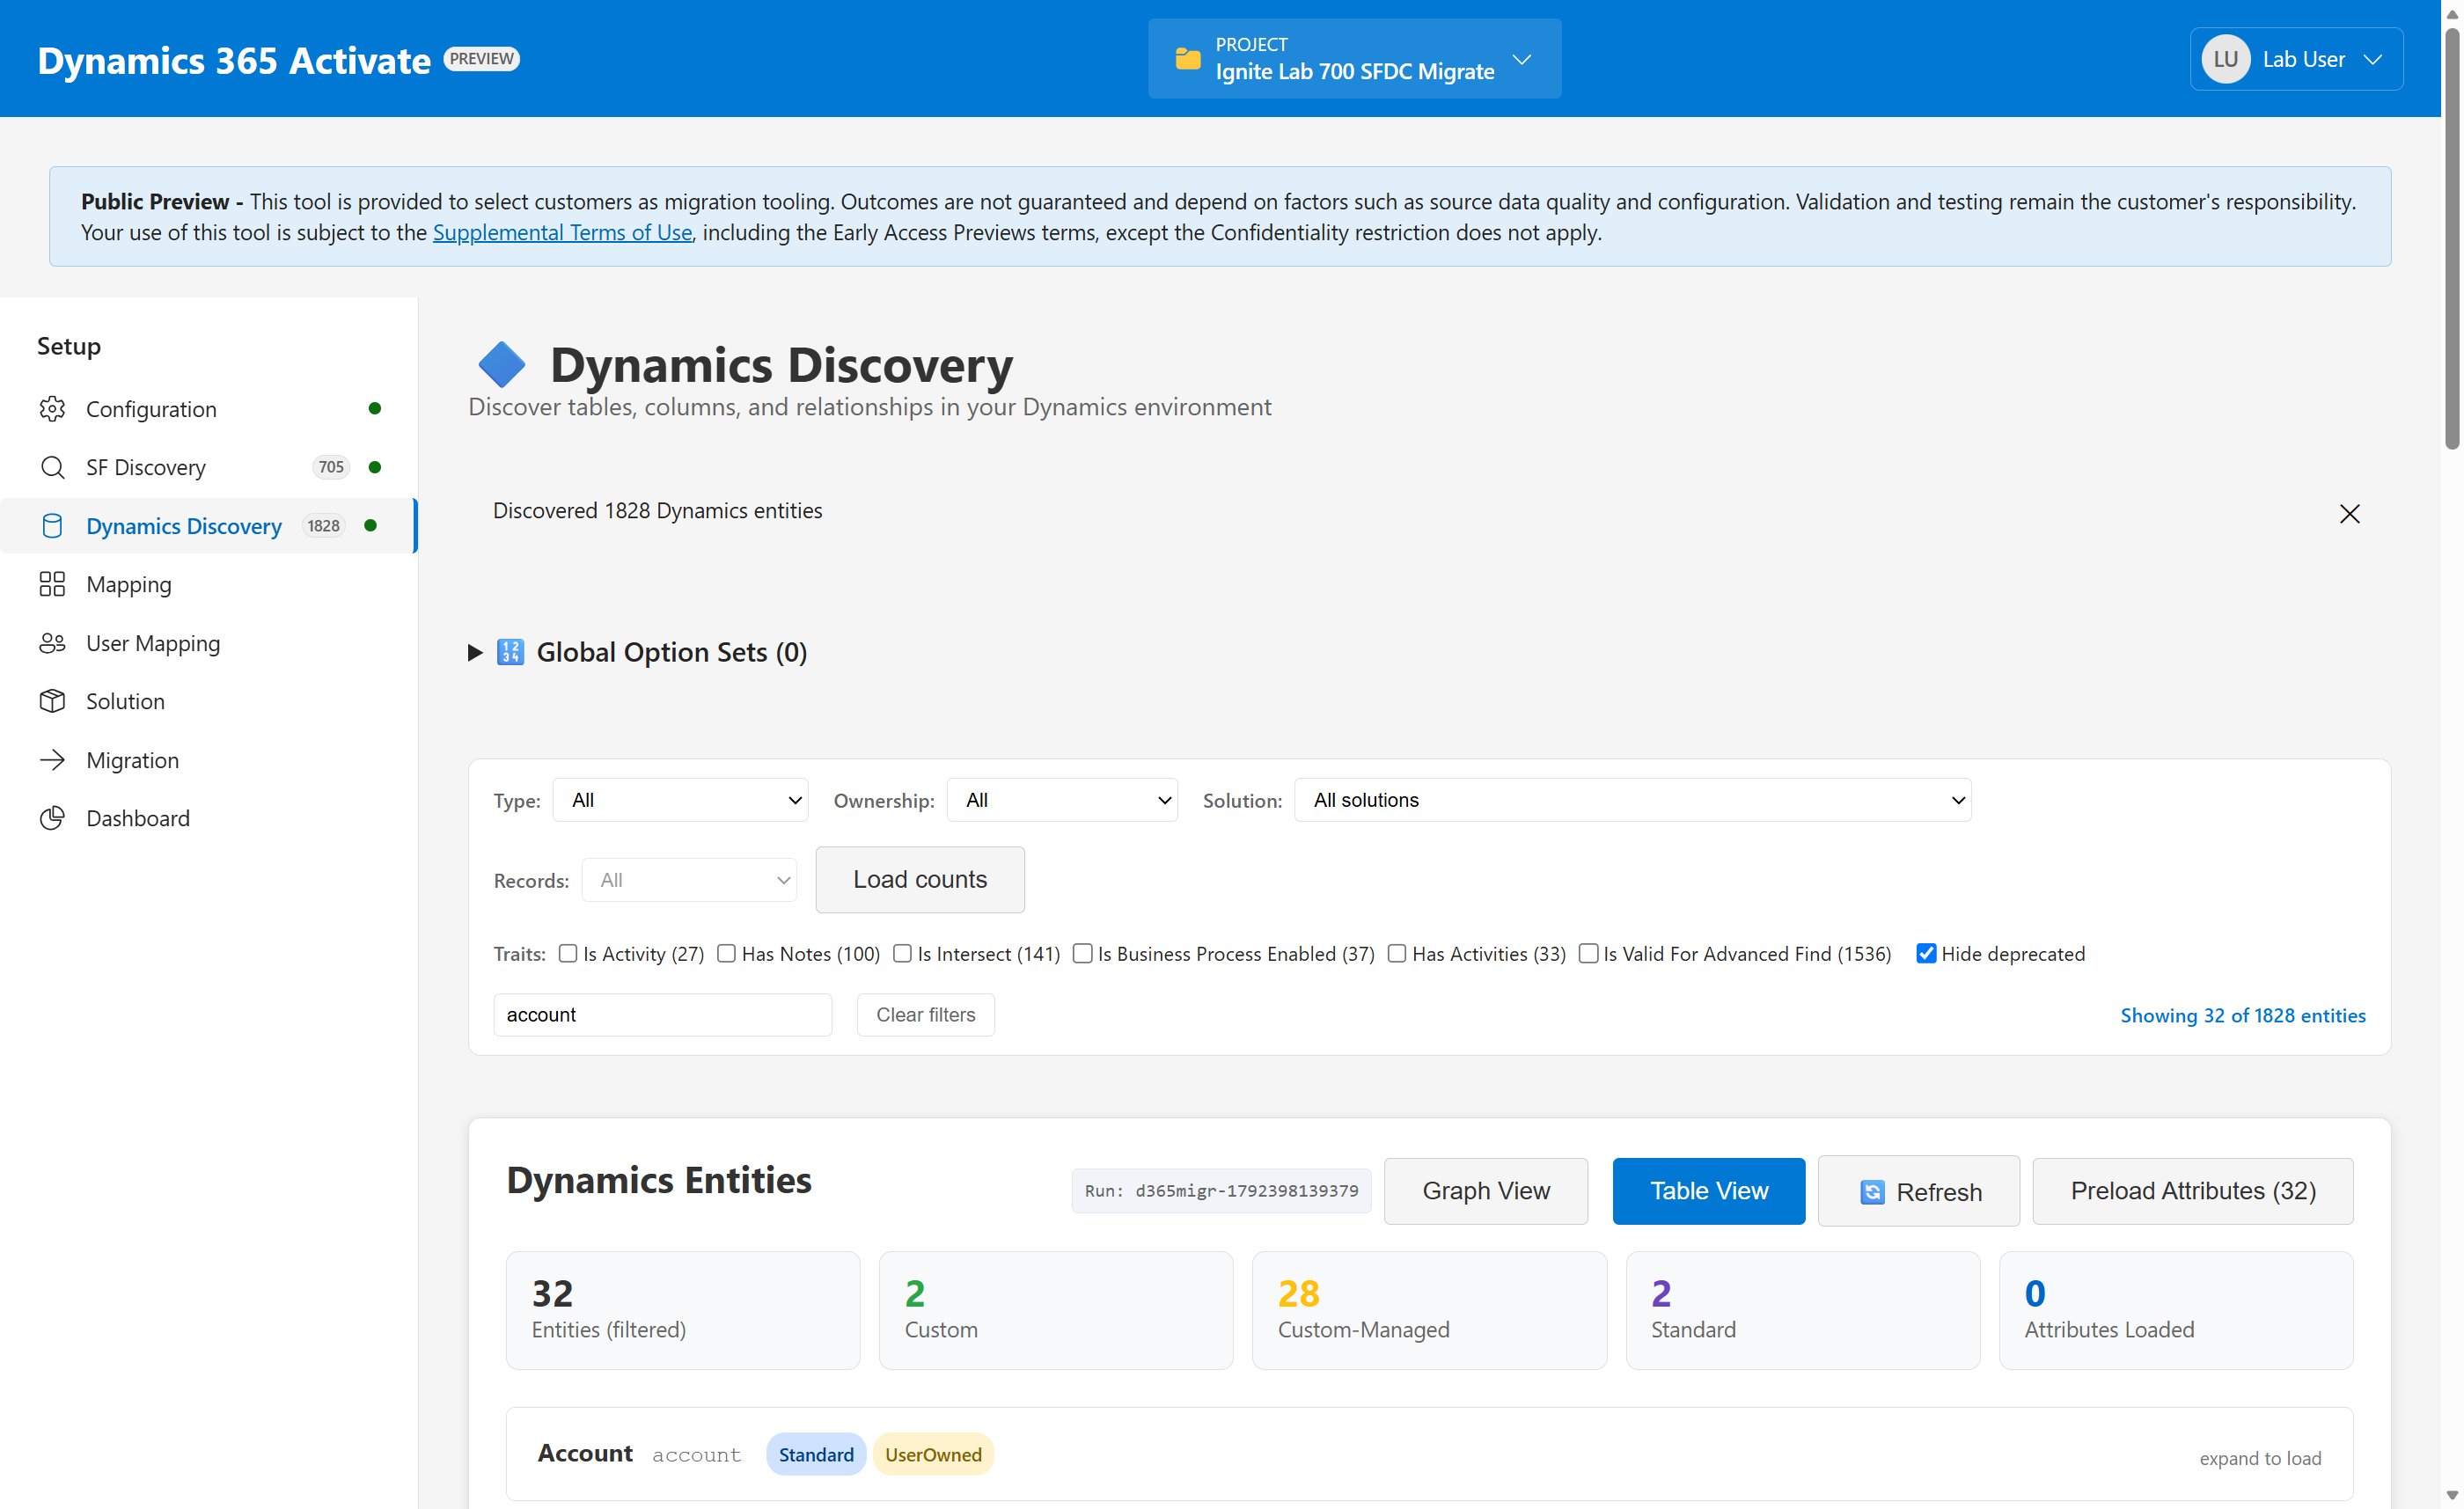 Dynamics 365 Activate PREVIEW
PROJECT
Ignite Lab 700 SFDC Migrate
LU Lab User
Public Preview - This tool is provided to select customers as migration tooling. Outcomes are not guaranteed and depend on factors such as source data quality and configuration. Validation and testing remain the customer's responsibility.
Your use of this tool is subject to the Supplemental Terms of Use, including the Early Access Previews terms, except the Confidentiality restriction does not apply.
Setup
Configuration
SF Discovery 705
Dynamics Discovery 1828
Mapping
User Mapping
Solution
Migration
Dashboard
Dynamics Discovery
Discover tables, columns, and relationships in your Dynamics environment
Discovered 1828 Dynamics entities
Global Option Sets (0)
Type: All Ownership: All Solution: All solutions
Records: All Load counts
Traits: Is Activity (27) Has Notes (100) Is Intersect (141) Is Business Process Enabled (37) Has Activities (33) Is Valid For Advanced Find (1536) Hide deprecated
account Clear filters Showing 32 of 1828 entities
Dynamics Entities Run: d365migr-1792398139379 Graph View Table View Refresh Preload Attributes (32)
32
Entities (filtered)
2
Custom
28
Custom-Managed
2
Standard
0
Attributes Loaded
Account account Standard UserOwned expand to load